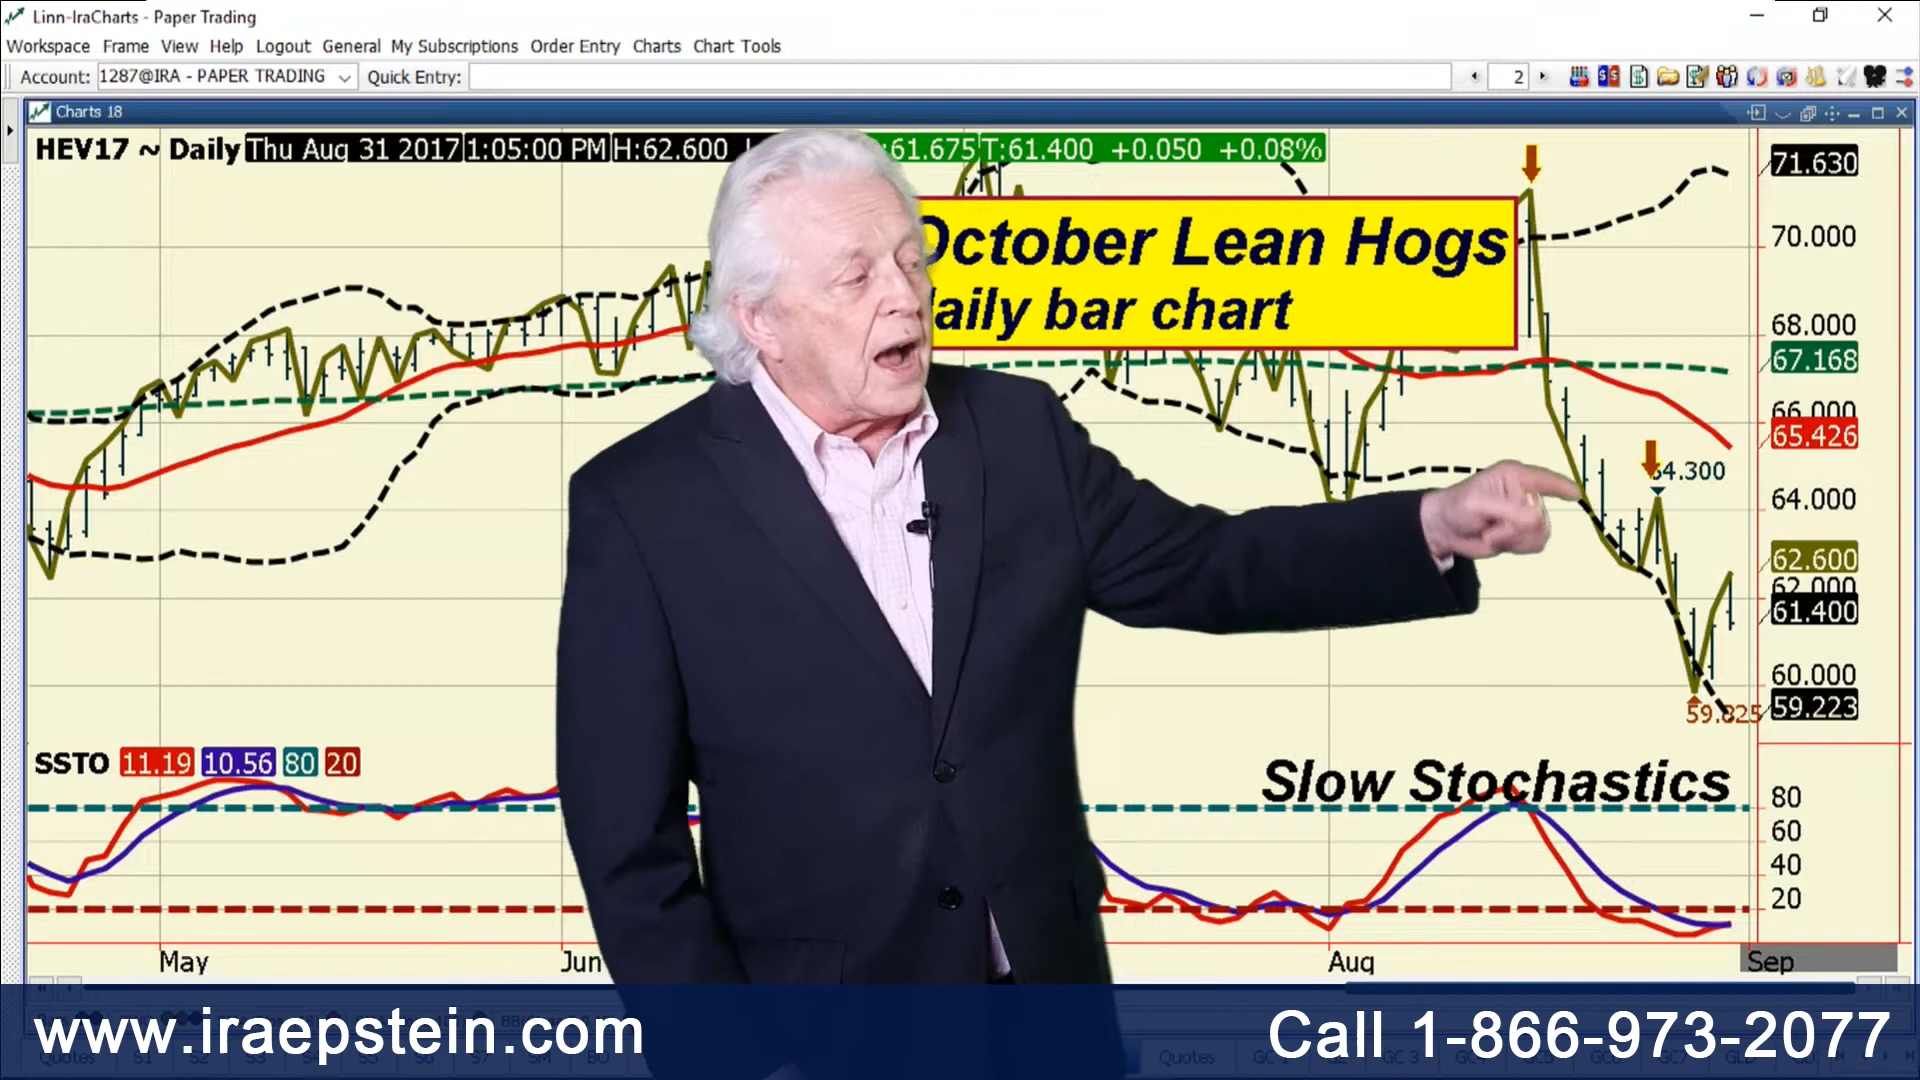 Linn-IraCharts - Paper Trading
Workspace Frame View Help Logout General My Subscriptions Order Entry Charts Chart Tools
Account: 1287@IRA - PAPER TRADING Quick Entry: 2
Charts 18
HEV17 ~ Daily Thu Aug 31 2017 1:05:00 PM H:62.600 :61.675 T:61.400 +0.050 +0.08%
71.630
October Lean Hogs
daily bar chart
70.000
68.000
67.168
66.000
65.426
64.300
64.000
62.600
62.000
61.400
60.000
59.825
59.223
SSTO 11.19 10.56 80 20
Slow Stochastics
80
60
40
20
May Jun Aug Sep
www.iraepstein.com
Call 1-866-973-2077
Quotes Quotes